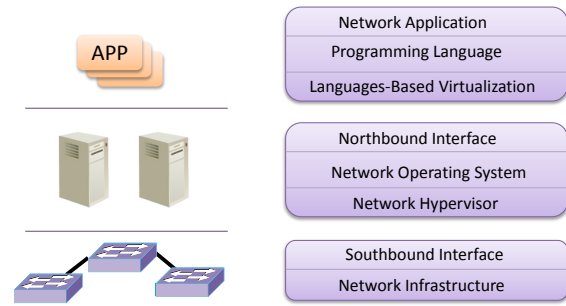 APP
Network Application
Programming Language
Languages-Based Virtualization
Northbound Interface
Network Operating System
Network Hypervisor
Southbound Interface
Network Infrastructure